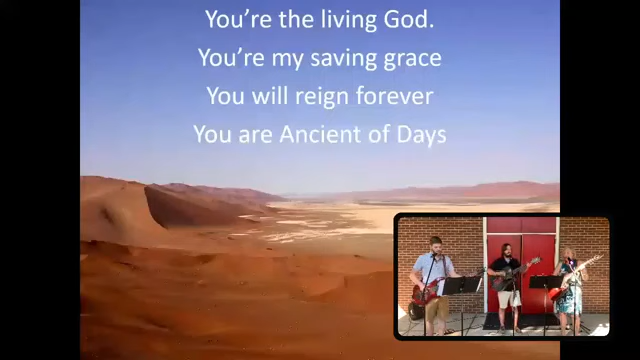 You’re the living God.
You’re my saving grace
You will reign forever
You are Ancient of Days